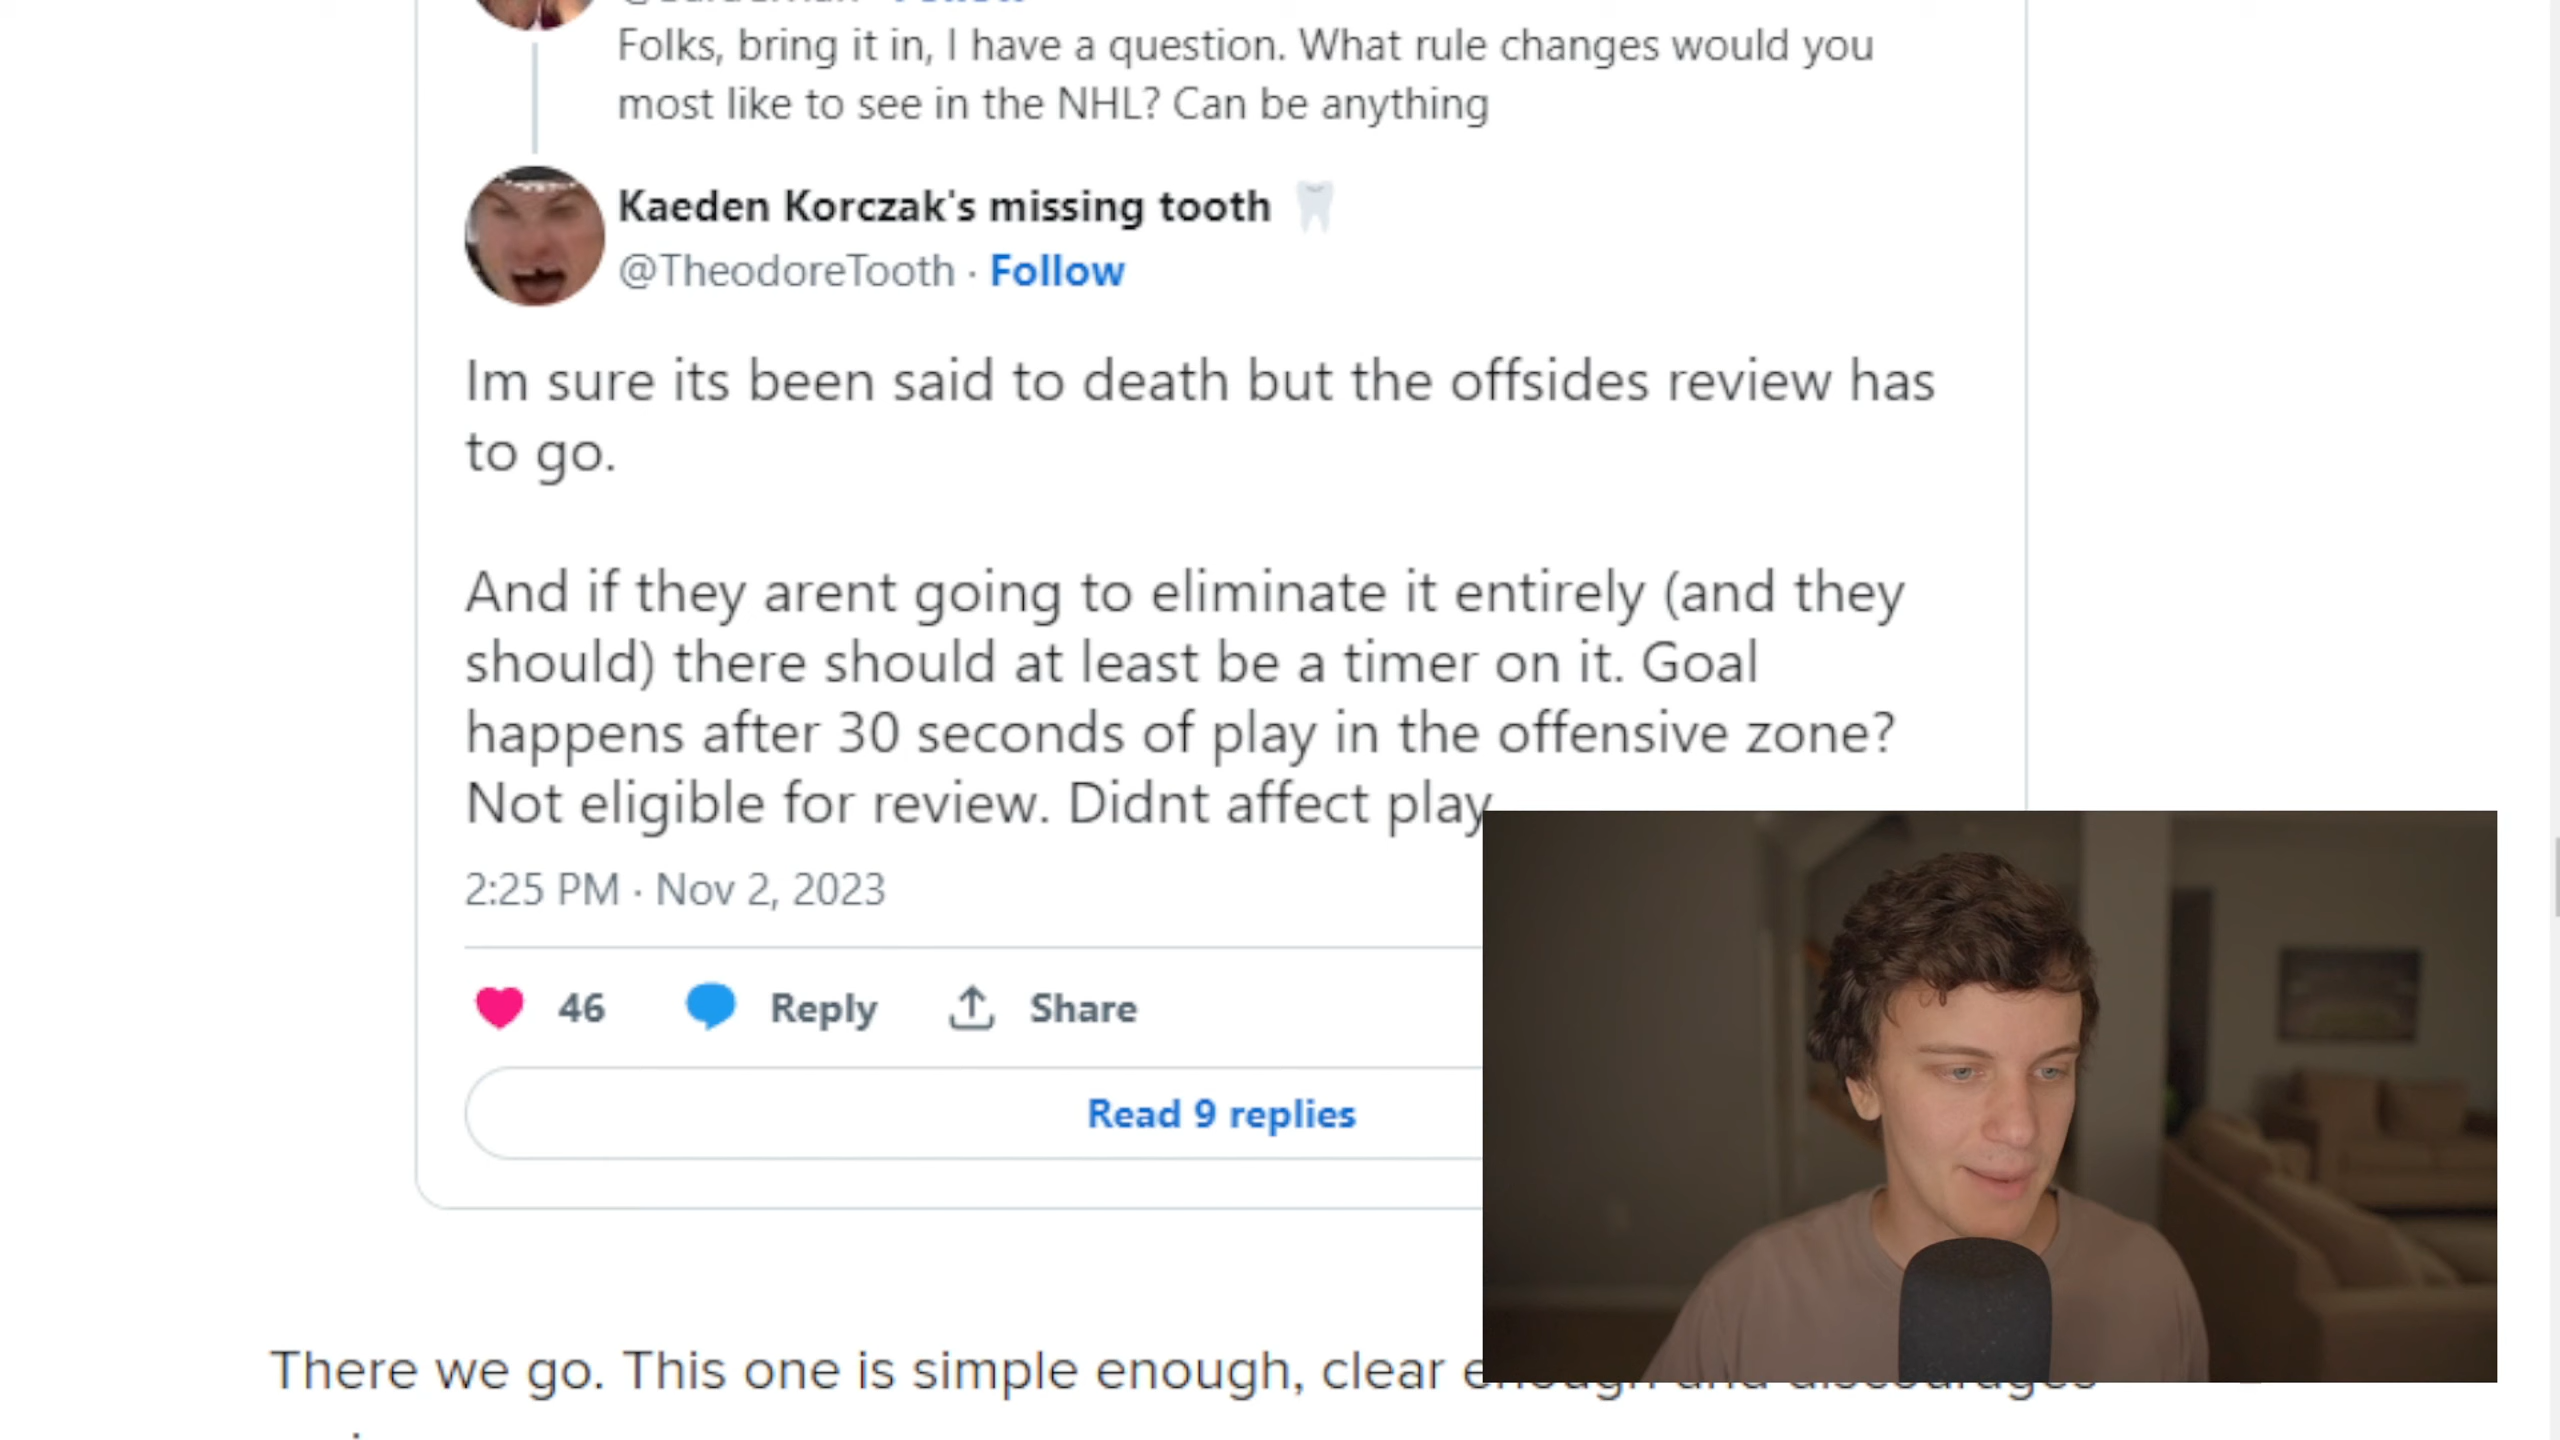 Follow
Folks, bring it in, I have a question. What rule changes would you
most like to see in the NHL? Can be anything
Kaeden Korczak's missing tooth 🦷
@TheodoreTooth · Follow
Im sure its been said to death but the offsides review has
to go.
And if they arent going to eliminate it entirely (and they
should) there should at least be a timer on it. Goal
happens after 30 seconds of play in the offensive zone?
Not eligible for review. Didnt affect play
2:25 PM · Nov 2, 2023
46 Reply Share
Read 9 replies
There we go. This one is simple enough, clear enough and discourages